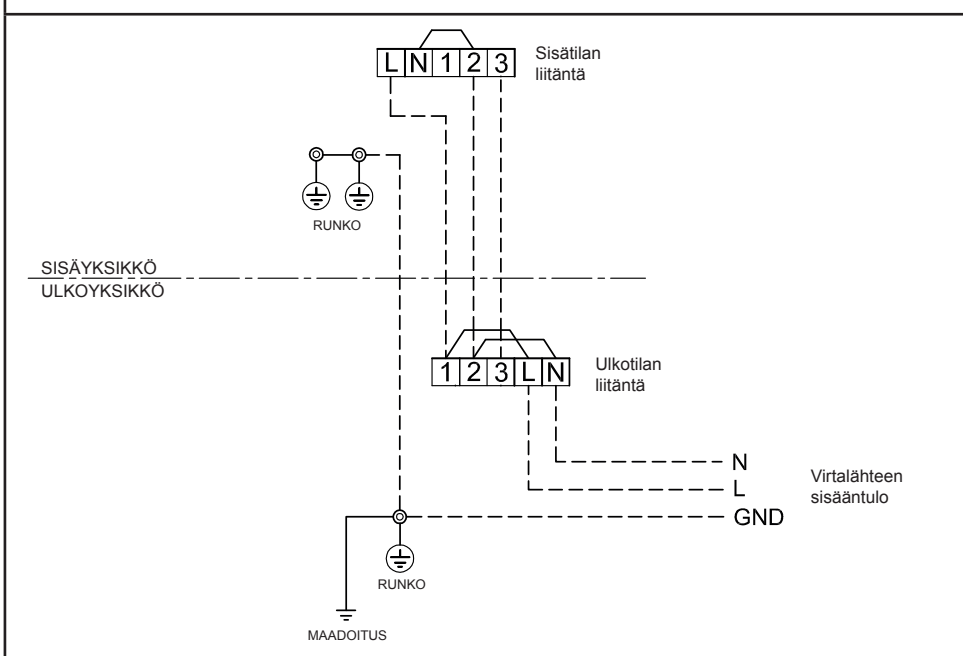 L N 1 2 3
Sisätilan
liitäntä
RUNKO
SISÄYKSIKKÖ
ULKOYKSIKKÖ
1 2 3 L N
Ulkotilan
liitäntä
N
L
GND
Virtalähteen
sisääntulo
RUNKO
MAADOITUS